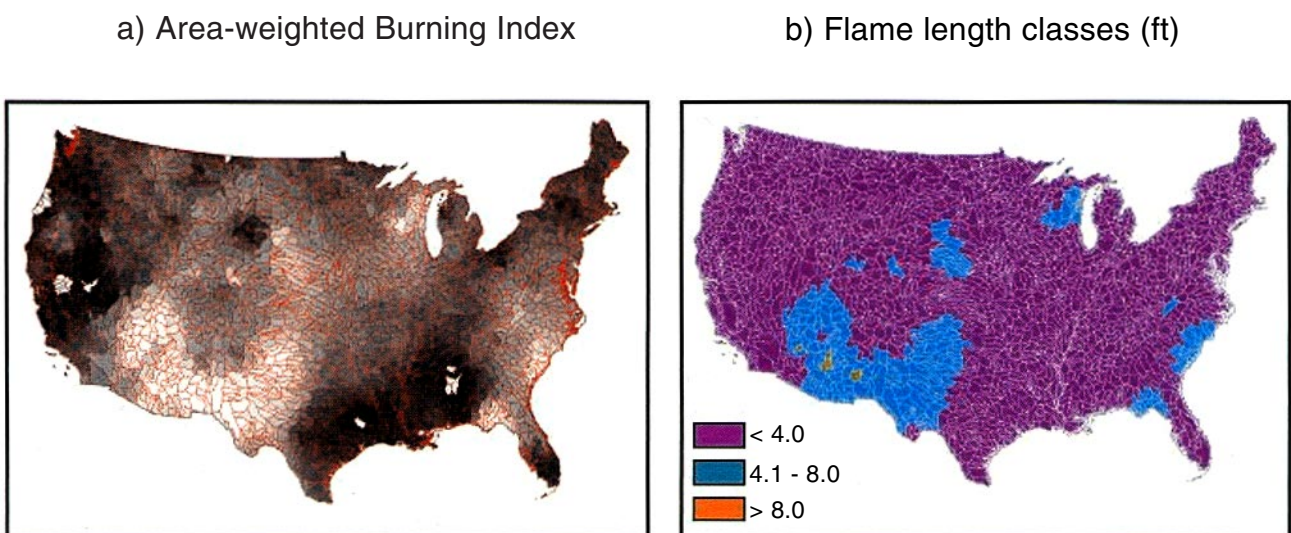 a) Area-weighted Burning Index
b) Flame length classes (ft)
< 4.0
4.1 - 8.0
> 8.0